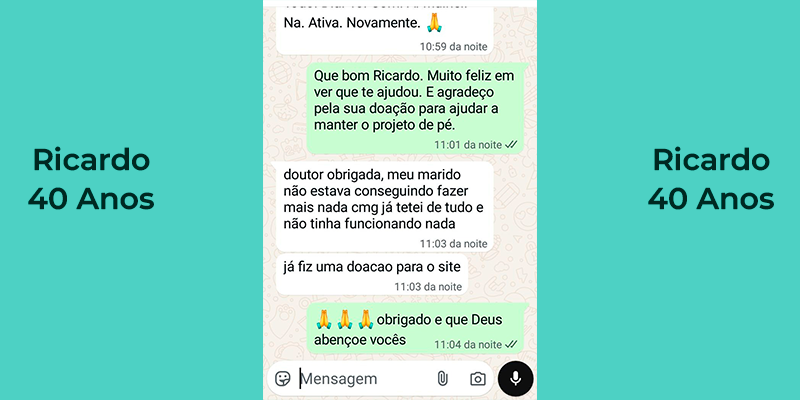 Na. Ativa. Novamente. 🙏
10:59 da noite
Que bom Ricardo. Muito feliz em
ver que te ajudou. E agradeço
pela sua doação para ajudar a
manter o projeto de pé.
11:01 da noite
Ricardo
40 Anos
doutor obrigada, meu marido
não estava conseguindo fazer
mais nada cmg já tetei de tudo e
não tinha funcionando nada
11:03 da noite
Ricardo
40 Anos
já fiz uma doacao para o site
11:03 da noite
🙏🙏🙏obrigado e que Deus
abençoe vocês
11:04 da noite
Mensagem